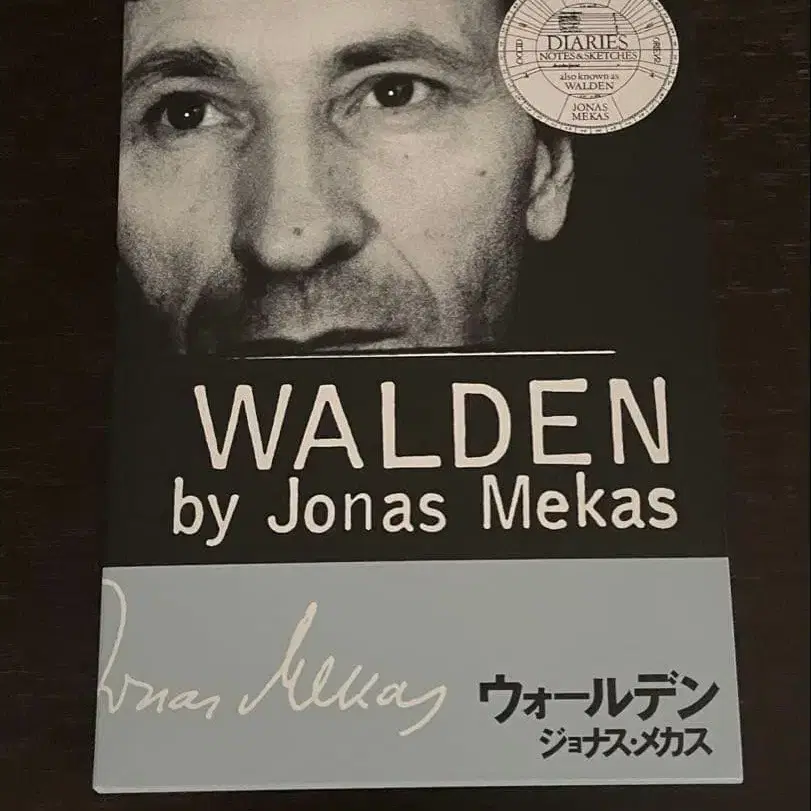 DIARIES
NOTES & SKETCHES
also known as
WALDEN
JONAS
MEKAS
WALDEN
by Jonas Mekas
Jonas Mekas
ウォールデン
ジョナス・メカス